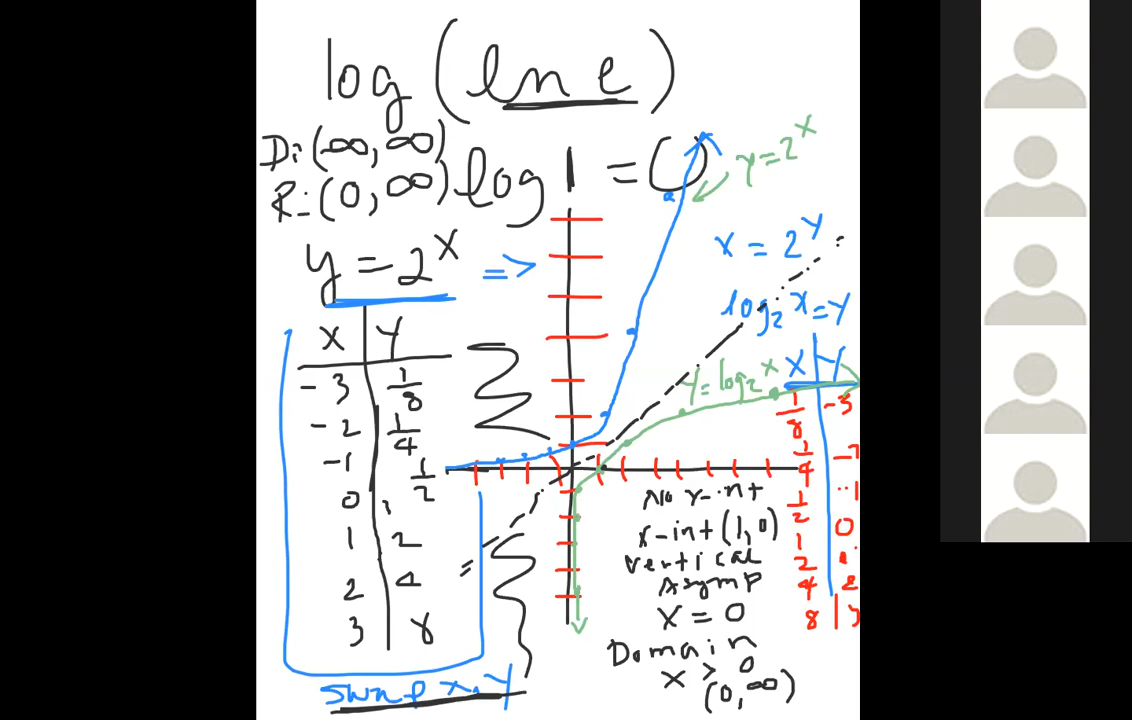 log (ln e)
D: (∞, ∞)
R: (0, ∞) log 1 = 0
y = 2^x
y = 2^x =>
x = 2^y
log₂ x = y
y = log₂ x
X Y
-3 1/8
-2 1/4
-1 1/2
0 1
1 2
2 4
3 8
swap x, y
X Y
1/8 -3
1/4
1/2 -1
1 0
2
4 2
8 3
No y-int
x-int (1, 0)
vertical
Asymp
x = 0
Domain
x > 0
(0, ∞)